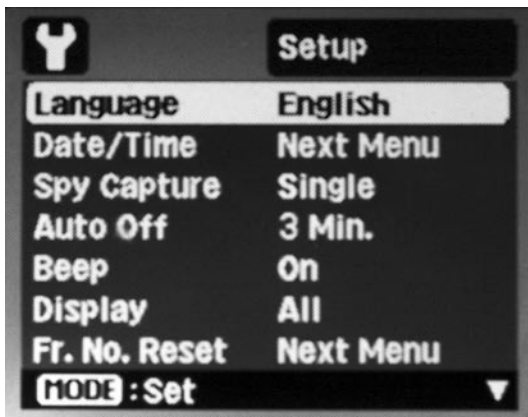 Setup
Language English
Date/Time Next Menu
Spy Capture Single
Auto Off 3 Min.
Beep On
Display All
Fr. No. Reset Next Menu
MODE :Set